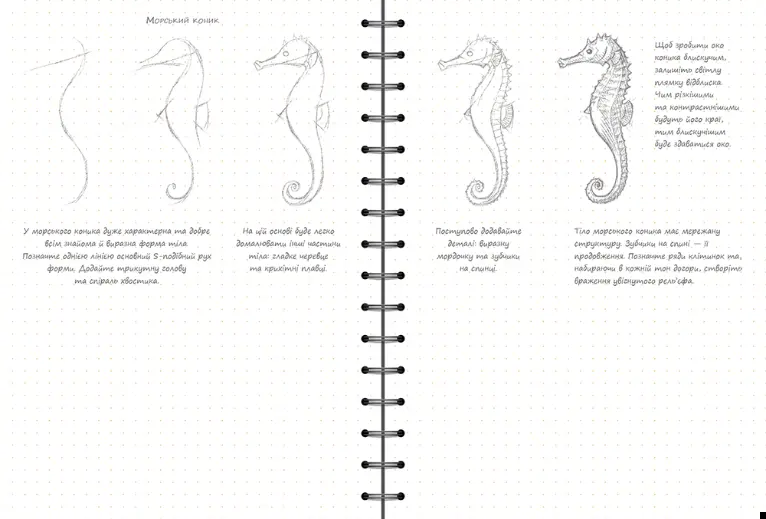 Морський коник
У морського коника дуже характерна та добре
всім знайома й виразна форма тіла.
Позначте однією лінією основний S-подібний рух
форми. Додайте трикутну голову
та спіраль хвостика.
На цій основі буде легко
домалювати інші частини
тіла: гладке черевце
та крихітні плавці.
Поступово додавайте
деталі: виразну
мордочку та зубчики
на спинці.
Щоб зробити око
коника блискучим,
залишіть світлу
плямку відблиска.
Чим різкішими
та контрастнішими
будуть його краї,
тим блискучішим
буде здаватися око.
Тіло морського коника має мережану
структуру. Зубчики на спині — її
продовження. Позначте ряди клітинок та,
набираючи в кожній тон догори, створіть
враження увігнутого рельєфа.